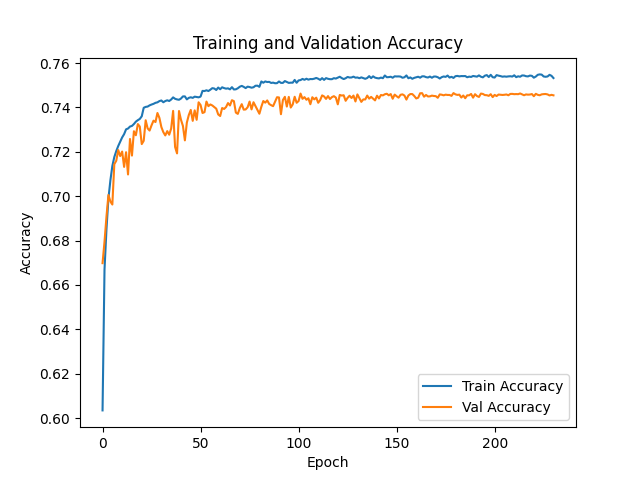 Training and Validation Accuracy
0.76
0.74
0.72
0.70
0.68
0.66
0.64
0.62
0.60
Accuracy
0
50
100
150
200
Epoch
Train Accuracy
Val Accuracy